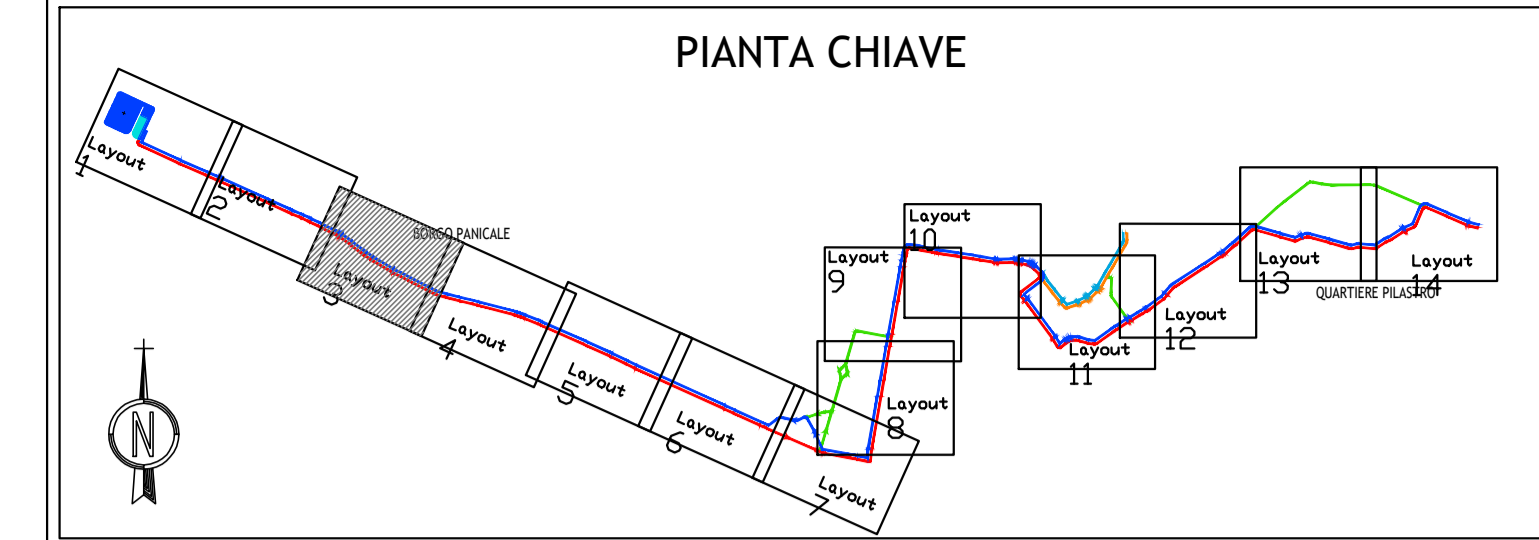 PIANTA CHIAVE
Layout
1
Layout
2
BORGO PANICALE
Layout
3
Layout
4
Layout
5
Layout
6
Layout
7
Layout
8
Layout
9
Layout
10
Layout
11
Layout
12
Layout
13
Layout
14
QUARTIERE PILASTRO
N